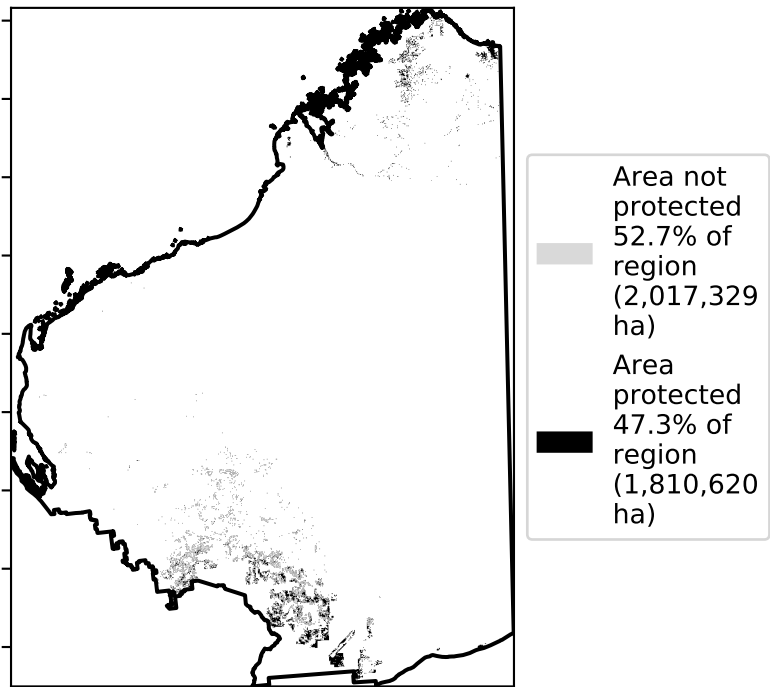 Area not
protected
52.7% of
region
(2,017,329
ha)
Area
protected
47.3% of
region
(1,810,620
ha)